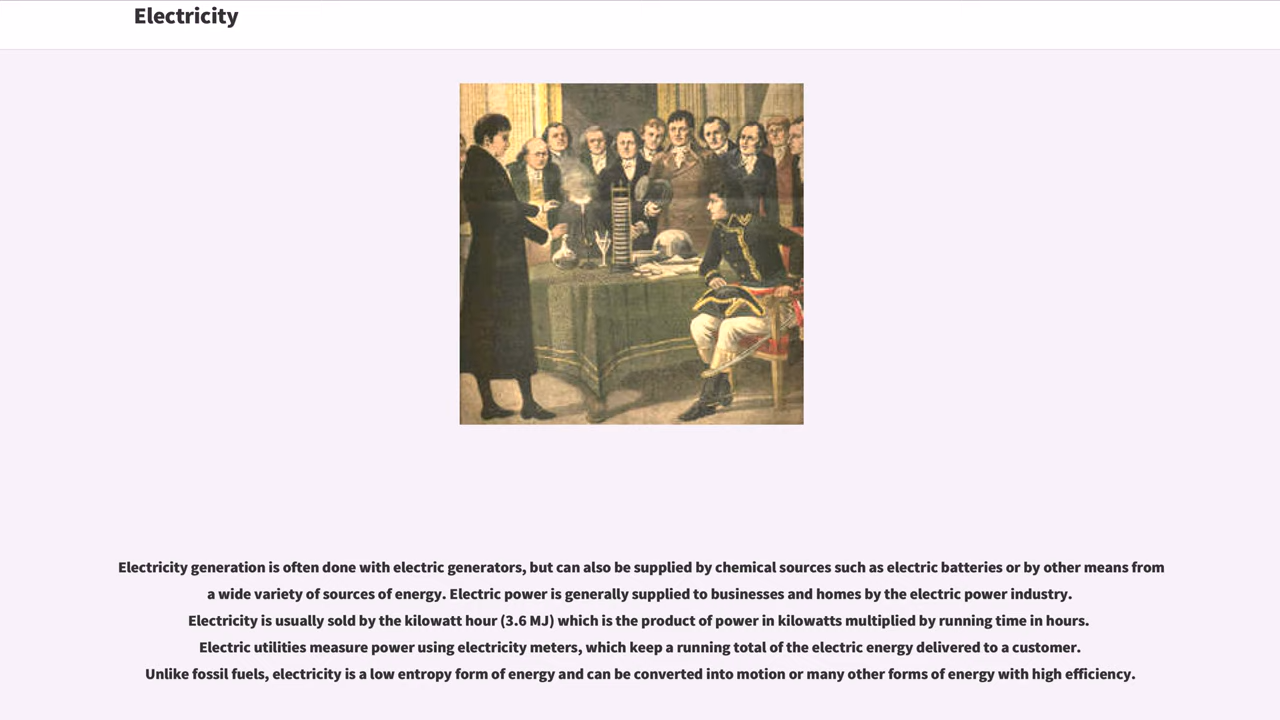 Electricity
Electricity generation is often done with electric generators, but can also be supplied by chemical sources such as electric batteries or by other means from
a wide variety of sources of energy. Electric power is generally supplied to businesses and homes by the electric power industry.
Electricity is usually sold by the kilowatt hour (3.6 MJ) which is the product of power in kilowatts multiplied by running time in hours.
Electric utilities measure power using electricity meters, which keep a running total of the electric energy delivered to a customer.
Unlike fossil fuels, electricity is a low entropy form of energy and can be converted into motion or many other forms of energy with high efficiency.